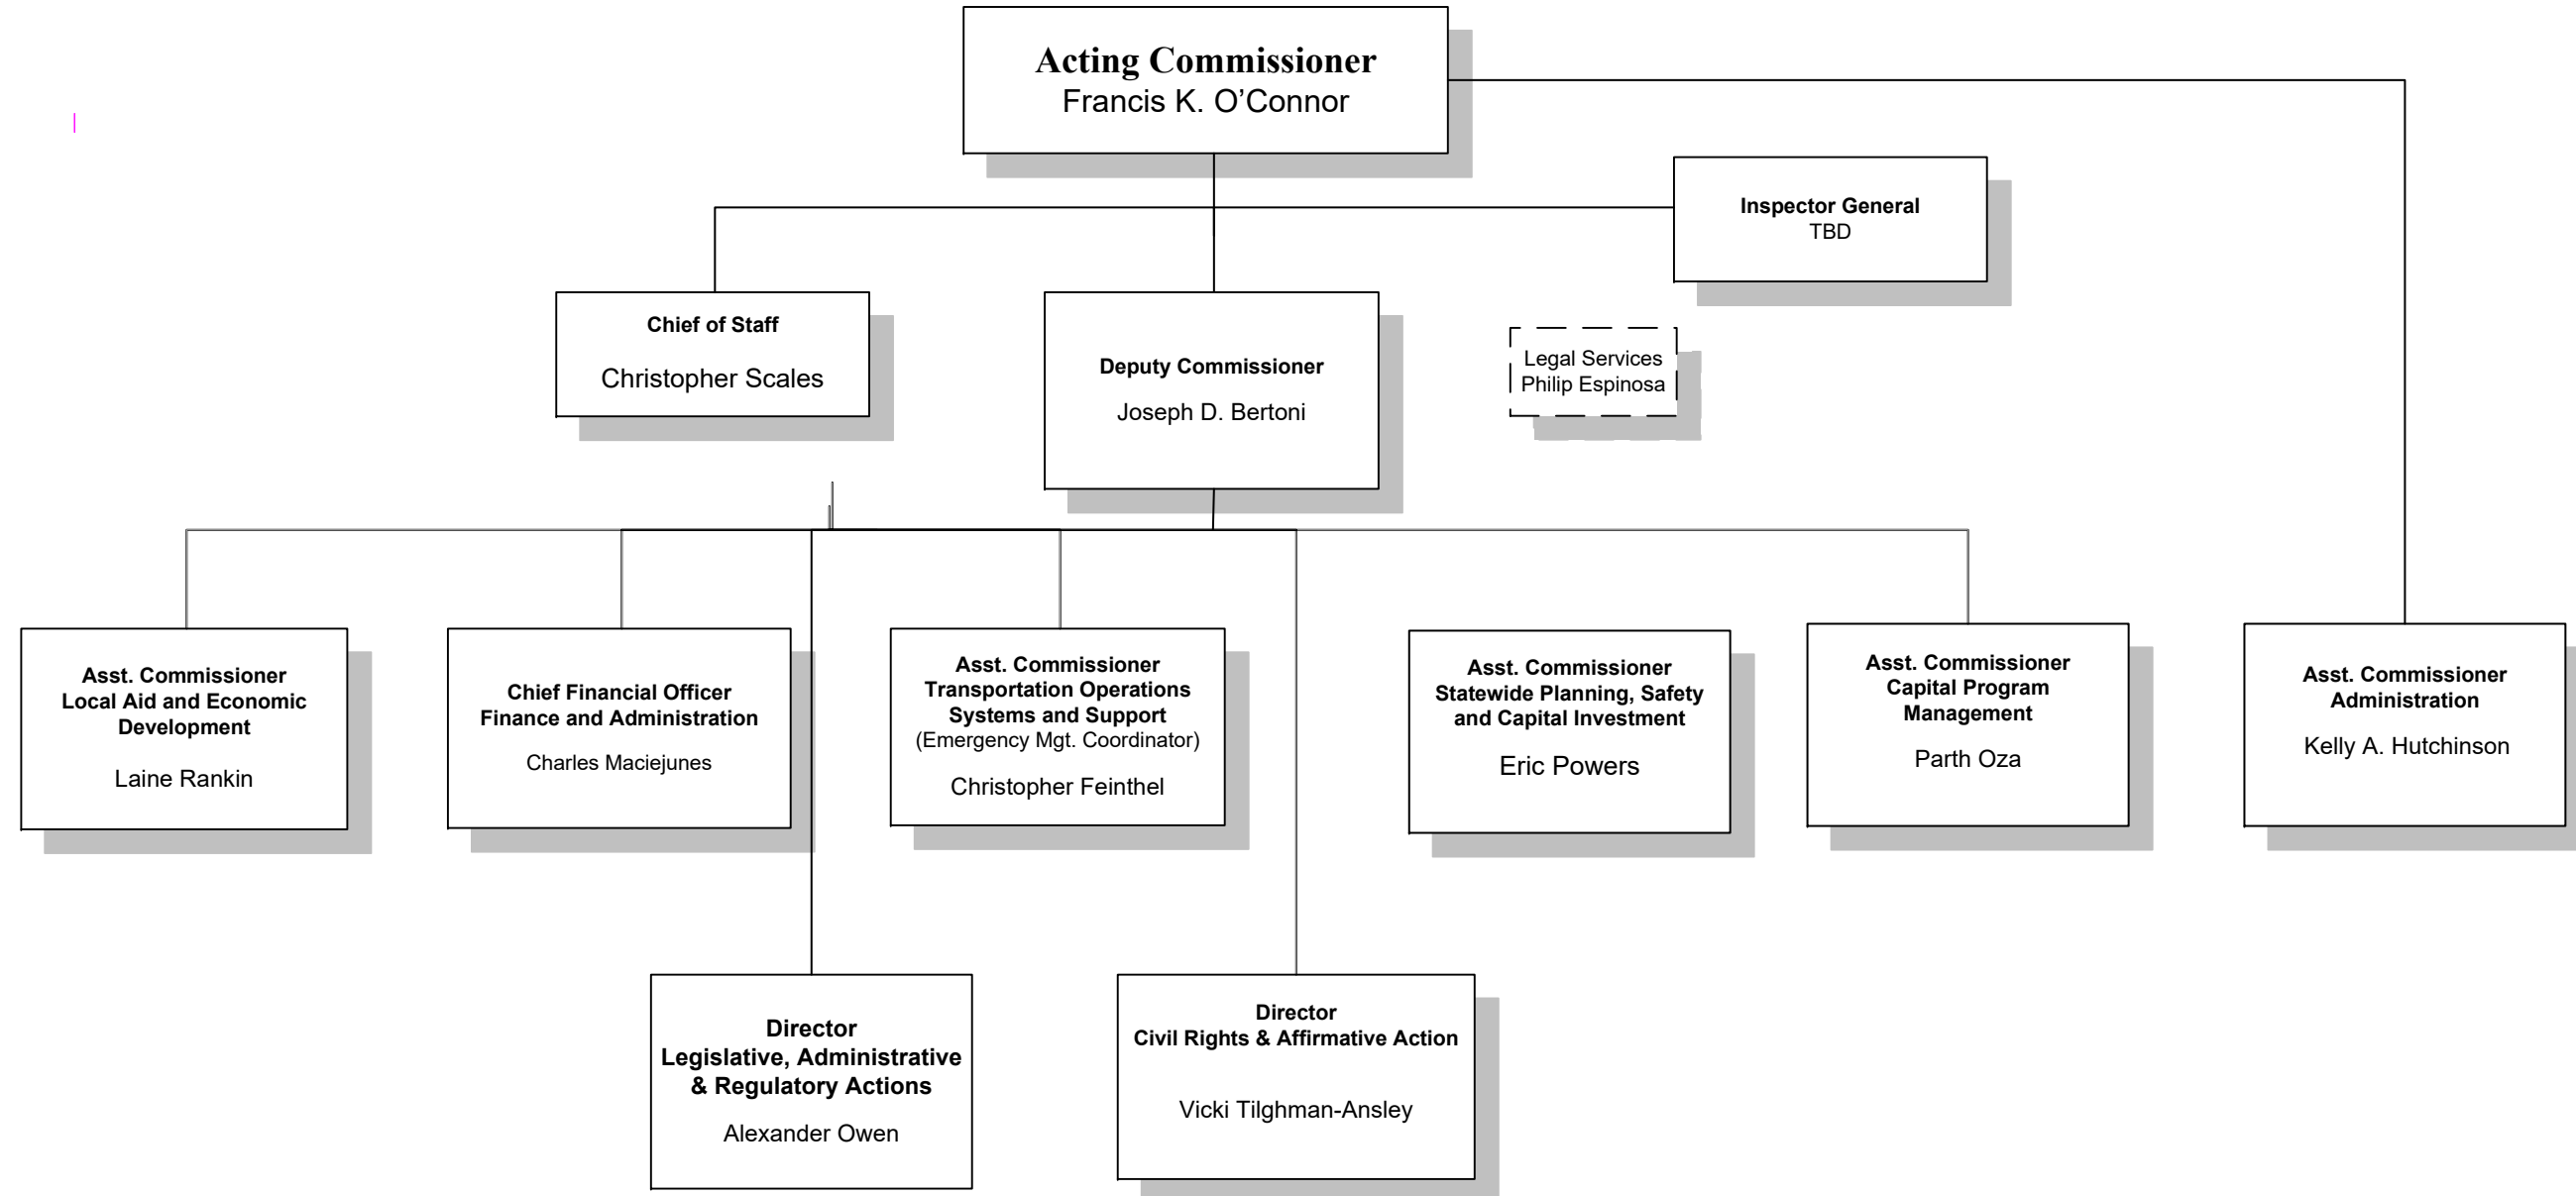 Acting Commissioner
Francis K. O’Connor
Inspector General
TBD
Chief of Staff
Christopher Scales
Deputy Commissioner
Joseph D. Bertoni
Legal Services
Philip Espinosa
Asst. Commissioner
Local Aid and Economic
Development
Laine Rankin
Chief Financial Officer
Finance and Administration
Charles Maciejunes
Asst. Commissioner
Transportation Operations
Systems and Support
(Emergency Mgt. Coordinator)
Christopher Feinthel
Asst. Commissioner
Statewide Planning, Safety
and Capital Investment
Eric Powers
Asst. Commissioner
Capital Program
Management
Parth Oza
Asst. Commissioner
Administration
Kelly A. Hutchinson
Director
Legislative, Administrative
& Regulatory Actions
Alexander Owen
Director
Civil Rights & Affirmative Action
Vicki Tilghman-Ansley